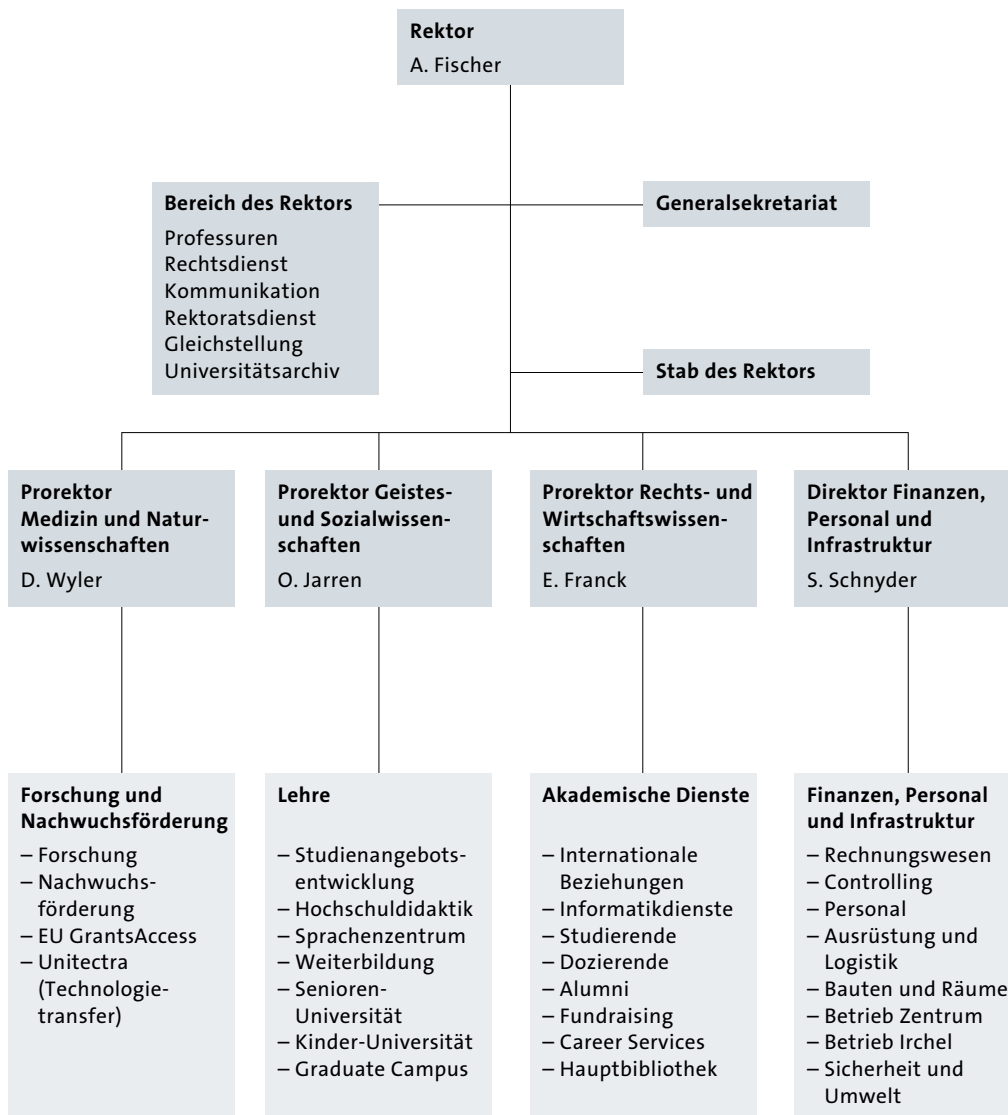 Rektor
A. Fischer
Bereich des Rektors
Professuren
Rechtsdienst
Kommunikation
Rektoratsdienst
Gleichstellung
Universitätsarchiv
Generalsekretariat
Stab des Rektors
Prorektor
Medizin und Natur-
wissenschaften
D. Wyler
Prorektor Geistes-
und Sozialwissen-
schaften
O. Jarren
Prorektor Rechts- und
Wirtschaftswissen-
schaften
E. Franck
Direktor Finanzen,
Personal und
Infrastruktur
S. Schnyder
Forschung und
Nachwuchsförderung
– Forschung
– Nachwuchs-
förderung
– EU GrantsAccess
– Unitectra
(Technologie-
transfer)
Lehre
– Studienangebots-
entwicklung
– Hochschuldidaktik
– Sprachenzentrum
– Weiterbildung
– Senioren-
Universität
– Kinder-Universität
– Graduate Campus
Akademische Dienste
– Internationale
Beziehungen
– Informatikdienste
– Studierende
– Dozierende
– Alumni
– Fundraising
– Career Services
– Hauptbibliothek
Finanzen, Personal
und Infrastruktur
– Rechnungswesen
– Controlling
– Personal
– Ausrüstung und
Logistik
– Bauten und Räume
– Betrieb Zentrum
– Betrieb Irchel
– Sicherheit und
Umwelt